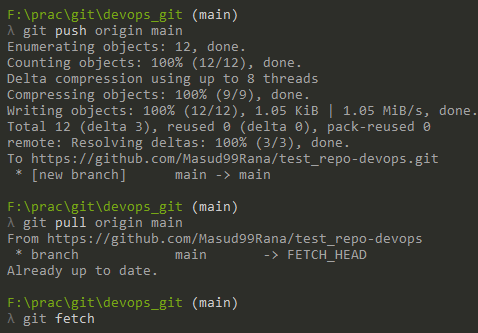 F:\prac\git\devops_git (main)
λ git push origin main
Enumerating objects: 12, done.
Counting objects: 100% (12/12), done.
Delta compression using up to 8 threads
Compressing objects: 100% (9/9), done.
Writing objects: 100% (12/12), 1.05 KiB | 1.05 MiB/s, done.
Total 12 (delta 3), reused 0 (delta 0), pack-reused 0
remote: Resolving deltas: 100% (3/3), done.
To https://github.com/Masud99Rana/test_repo-devops.git
 * [new branch]      main -> main
F:\prac\git\devops_git (main)
λ git pull origin main
From https://github.com/Masud99Rana/test_repo-devops
 * branch            main       -> FETCH_HEAD
Already up to date.
F:\prac\git\devops_git (main)
λ git fetch